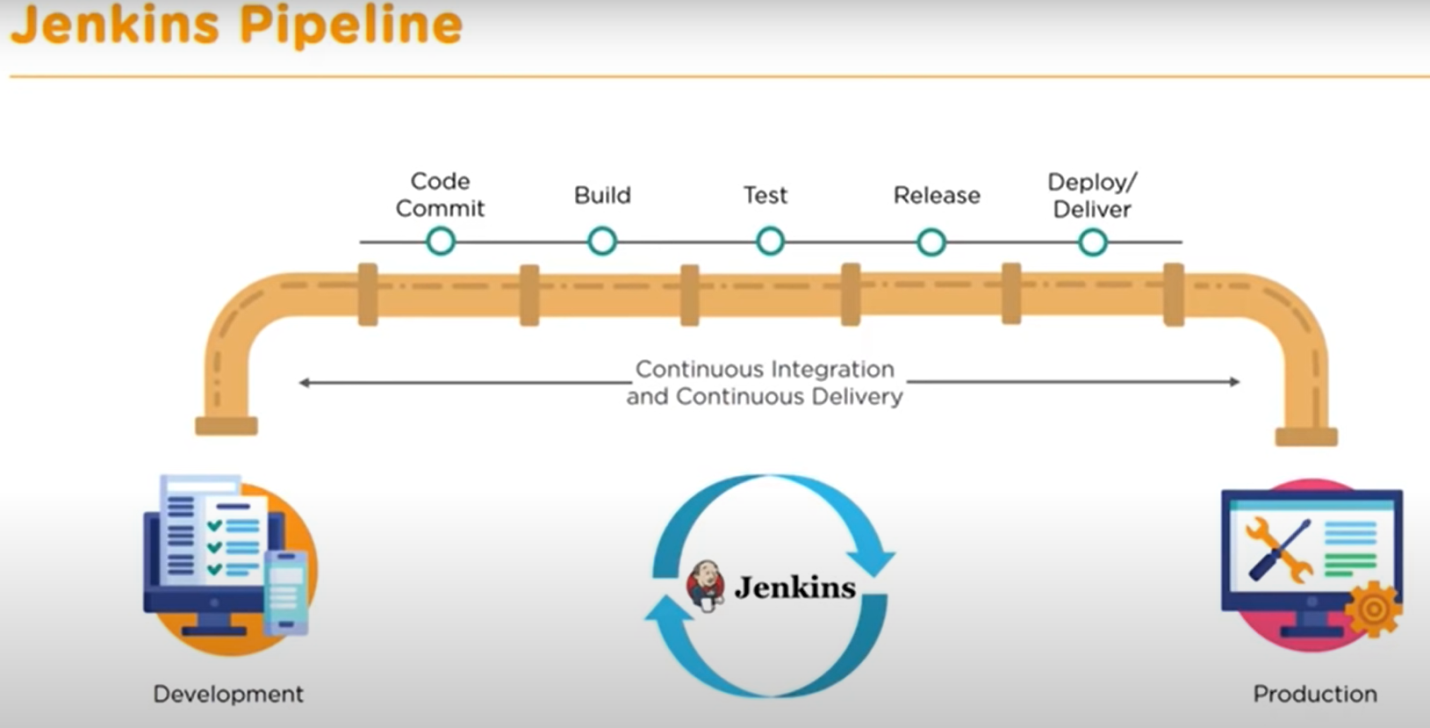 Jenkins Pipeline
Code
Commit
Build
Test
Release
Deploy/
Deliver
Continuous Integration
and Continuous Delivery
Jenkins
Development
Production